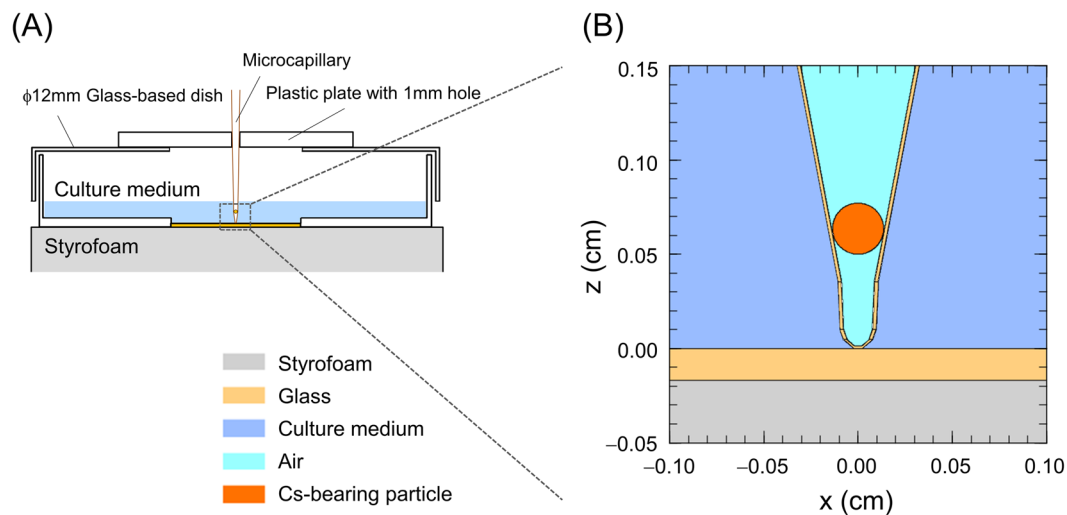 (A)
Microcapillary
ϕ12mm Glass-based dish
Plastic plate with 1mm hole
Culture medium
Styrofoam
Styrofoam
Glass
Culture medium
Air
Cs-bearing particle
(B)
0.15
0.10
0.05
0.00
−0.05
z (cm)
−0.10 −0.05 0.00 0.05 0.10
x (cm)